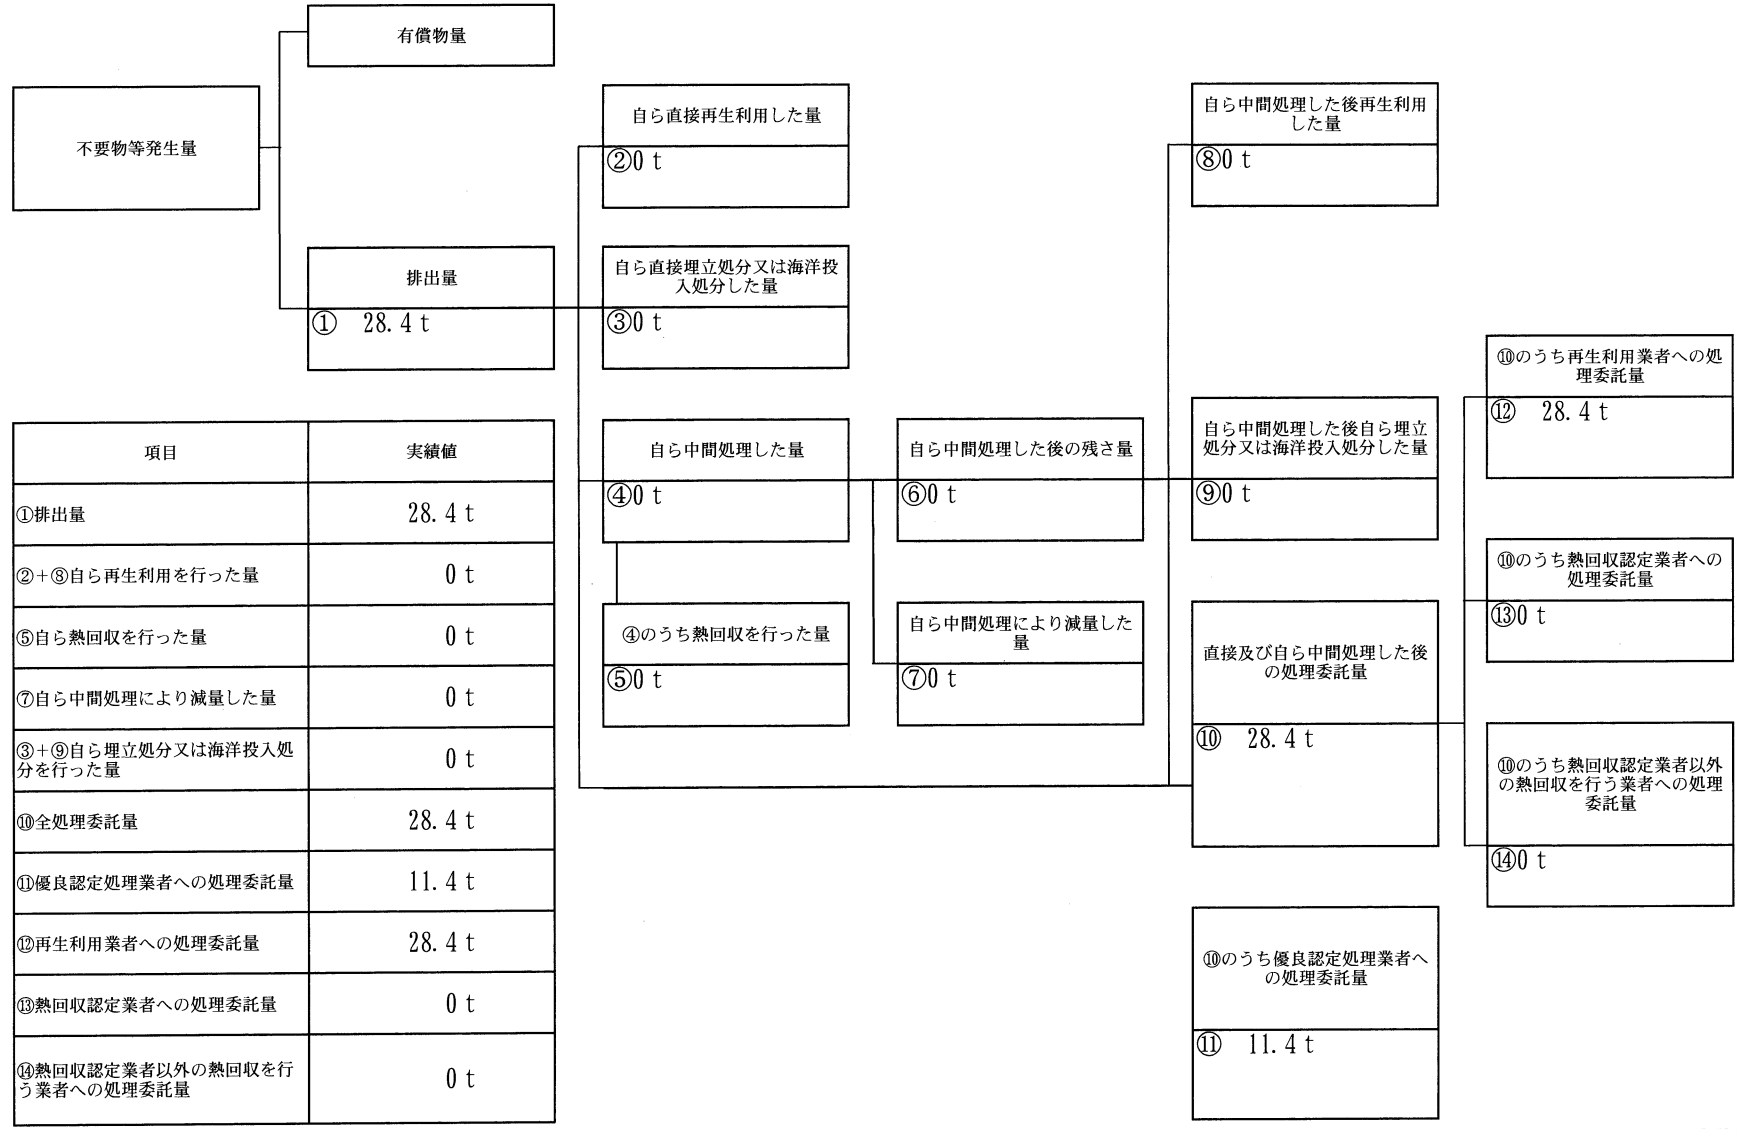 有償物量
不要物等発生量
自ら直接再生利用した量
②0 t
自ら中間処理した後再生利用
した量
⑧0 t
排出量
① 28.4 t
自ら直接埋立処分又は海洋投
入処分した量
③0 t
⑩のうち再生利用業者への処
理委託量
⑫ 28.4 t
自ら中間処理した量
④0 t
自ら中間処理した後の残さ量
⑥0 t
自ら中間処理した後自ら埋立
処分又は海洋投入処分した量
⑨0 t
⑩のうち熱回収認定業者への
処理委託量
⑬0 t
④のうち熱回収を行った量
⑤0 t
自ら中間処理により減量した
量
⑦0 t
直接及び自ら中間処理した後
の処理委託量
⑩ 28.4 t
⑩のうち熱回収認定業者以外
の熱回収を行う業者への処理
委託量
⑭0 t
⑩のうち優良認定処理業者へ
の処理委託量
⑪ 11.4 t
項目 実績値
①排出量 28.4 t
②+⑧自ら再生利用を行った量 0 t
⑤自ら熱回収を行った量 0 t
⑦自ら中間処理により減量した量 0 t
③+⑨自ら埋立処分又は海洋投入処
分を行った量 0 t
⑩全処理委託量 28.4 t
⑪優良認定処理業者への処理委託量 11.4 t
⑫再生利用業者への処理委託量 28.4 t
⑬熱回収認定業者への処理委託量 0 t
⑭熱回収認定業者以外の熱回収を行
う業者への処理委託量 0 t